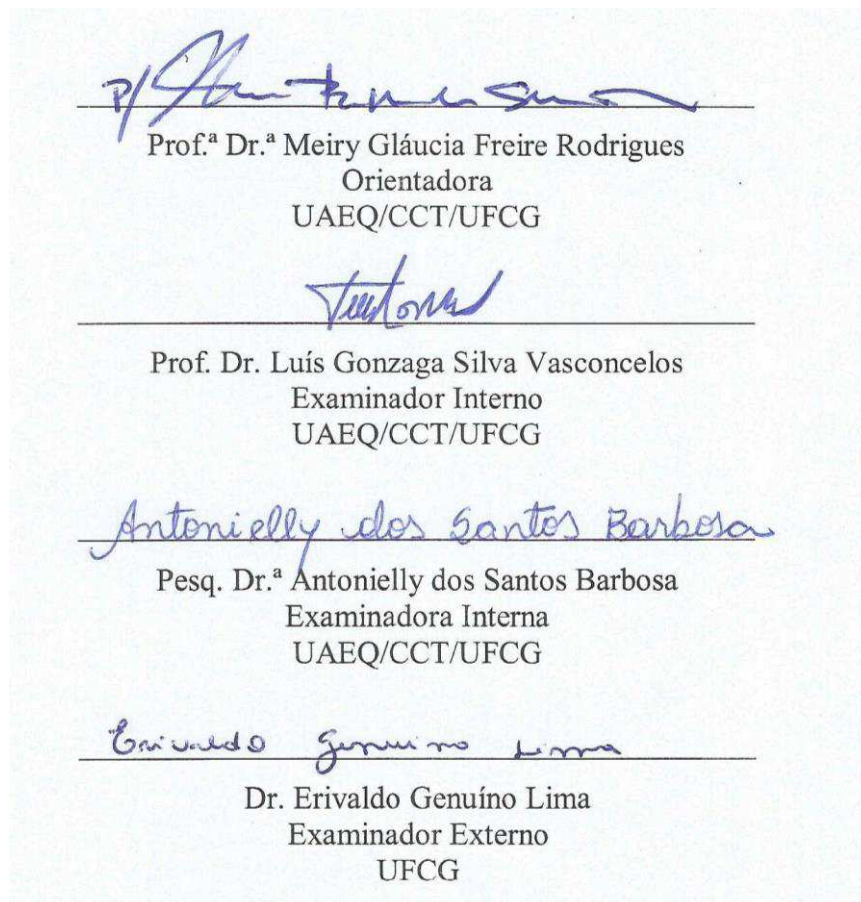 P/
Prof.ª Dr.ª Meiry Gláucia Freire Rodrigues
Orientadora
UAEQ/CCT/UFCG
Prof. Dr. Luís Gonzaga Silva Vasconcelos
Examinador Interno
UAEQ/CCT/UFCG
Antonielly dos Santos Barbosa
Pesq. Dr.ª Antonielly dos Santos Barbosa
Examinadora Interna
UAEQ/CCT/UFCG
Erivaldo Genuino Lima
Dr. Erivaldo Genuíno Lima
Examinador Externo
UFCG